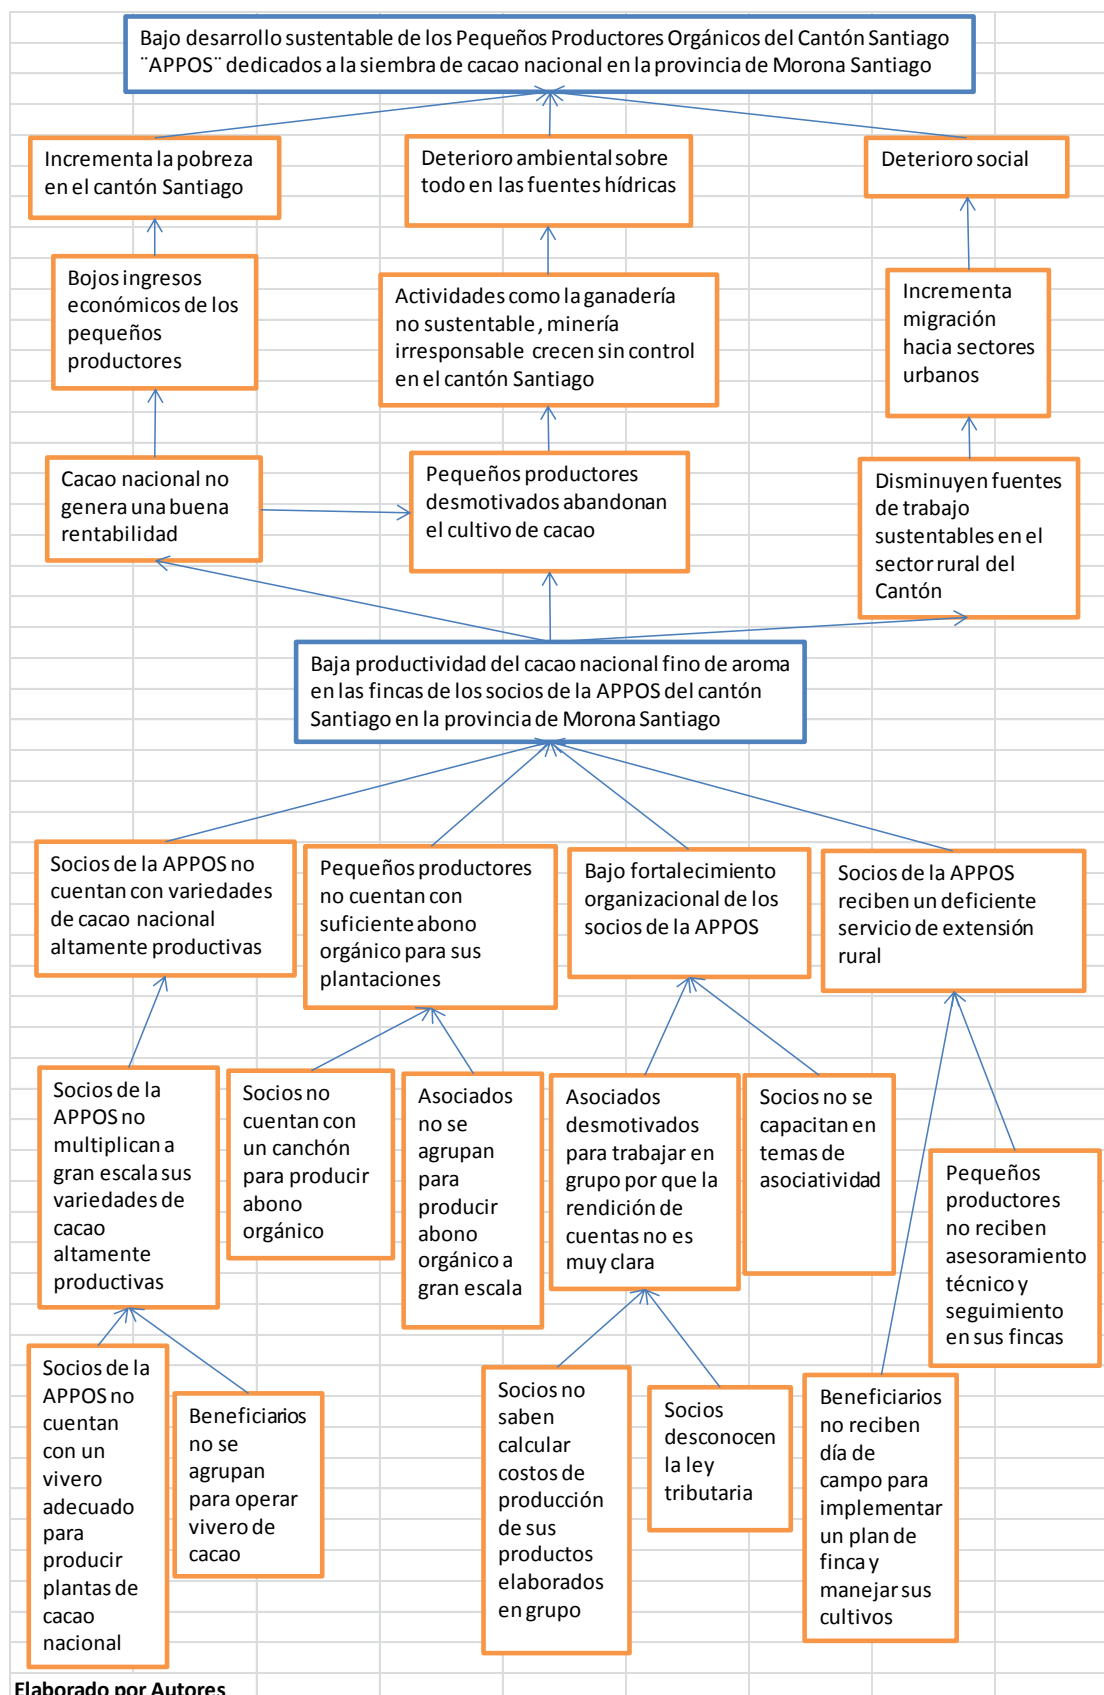 Bajo desarrollo sustentable de los Pequeños Productores Orgánicos del Cantón Santiago
¨APPOS¨ dedicados a la siembra de cacao nacional en la provincia de Morona Santiago
Incrementa la pobreza
en el cantón Santiago
Deterioro ambiental sobre
todo en las fuentes hídricas
Deterioro social
Bojos ingresos
económicos de los
pequeños
productores
Actividades como la ganadería
no sustentable, minería
irresponsable crecen sin control
en el cantón Santiago
Incrementa
migración
hacia sectores
urbanos
Cacao nacional no
genera una buena
rentabilidad
Pequeños productores
desmotivados abandonan
el cultivo de cacao
Disminuyen fuentes
de trabajo
sustentables en el
sector rural del
Cantón
Baja productividad del cacao nacional fino de aroma
en las fincas de los socios de la APPOS del cantón
Santiago en la provincia de Morona Santiago
Socios de la APPOS no
cuentan con variedades
de cacao nacional
altamente productivas
Pequeños productores
no cuentan con
suficiente abono
orgánico para sus
plantaciones
Bajo fortalecimiento
organizacional de los
socios de la APPOS
Socios de la APPOS
reciben un deficiente
servicio de extensión
rural
Socios de la
APPOS no
multiplican a
gran escala sus
variedades de
cacao
altamente
productivas
Socios no
cuentan con
un canchón
para producir
abono
orgánico
Asociados
no se
agrupan
para
producir
abono
orgánico a
gran escala
Asociados
desmotivados
para trabajar en
grupo por que la
rendición de
cuentas no es
muy clara
Socios no se
capacitan en
temas de
asociatividad
Pequeños
productores
no reciben
asesoramiento
técnico y
seguimiento
en sus fincas
Socios de la
APPOS no
cuentan
con un
vivero
adecuado
para
producir
plantas de
cacao
nacional
Beneficiarios
no se
agrupan
para operar
vivero de
cacao
Socios no
saben
calcular
costos de
producción
de sus
productos
elaborados
en grupo
Socios
desconocen
la ley
tributaria
Beneficiarios
no reciben
día de
campo para
implementar
un plan de
finca y
manejar sus
cultivos
Elaborado por Autores